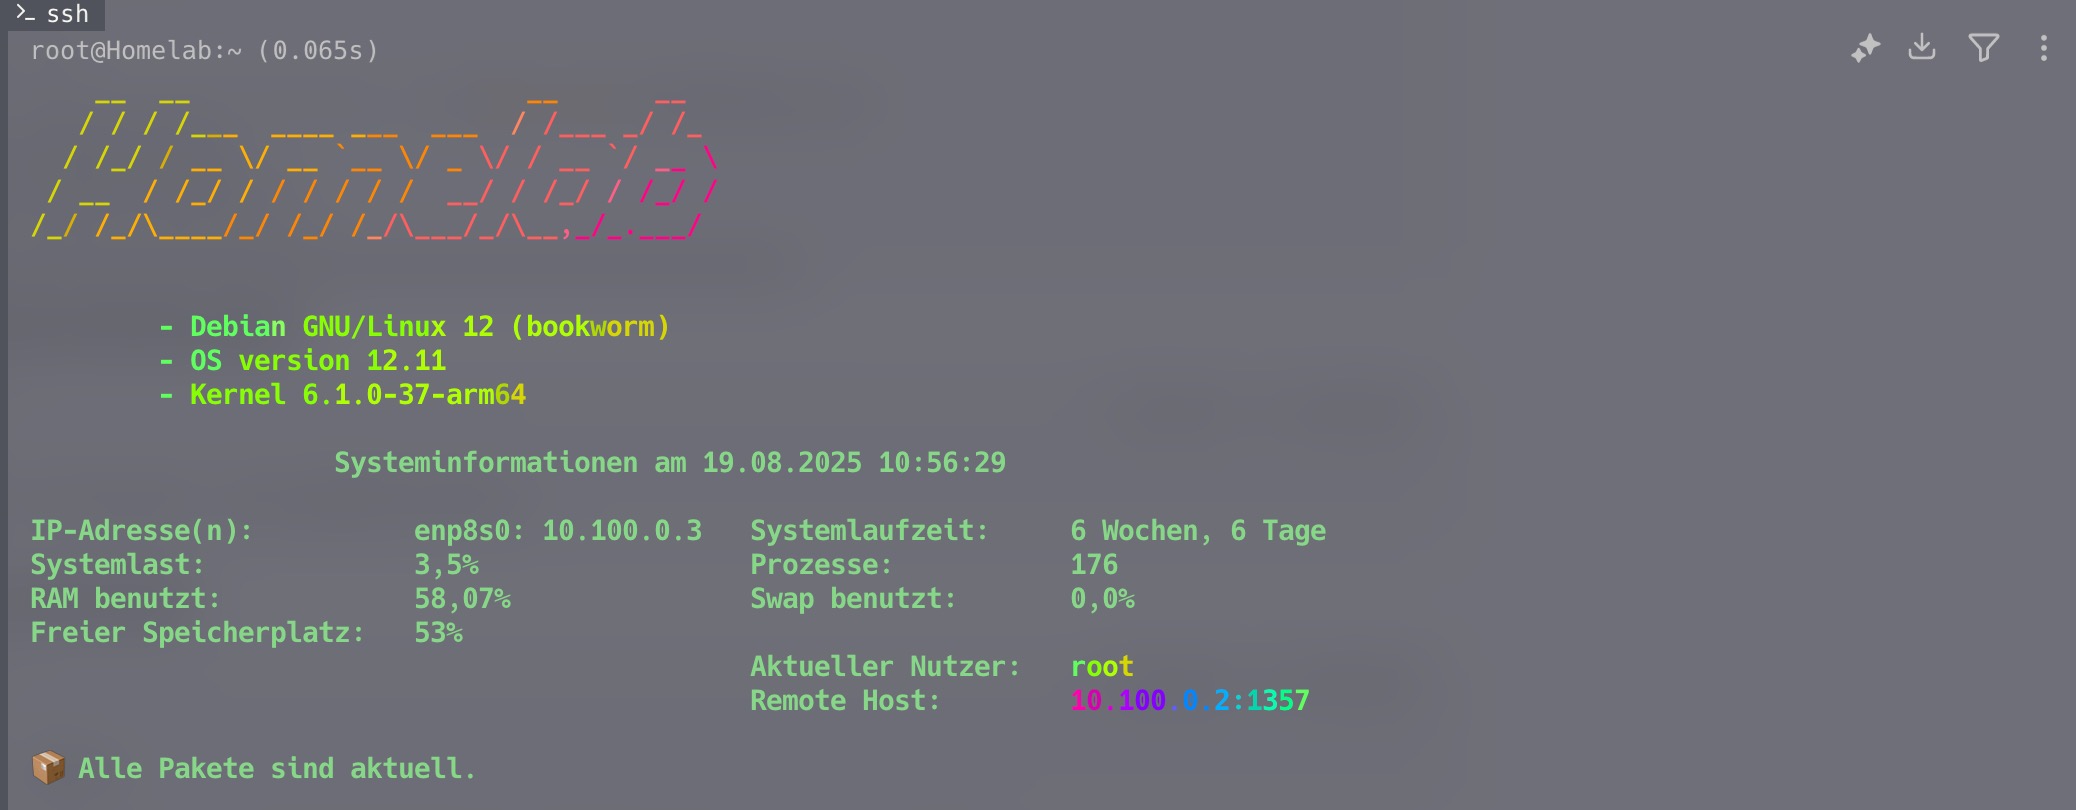 ssh
root@Homelab:~ (0.065s)
Homelab
- Debian GNU/Linux 12 (bookworm)
- OS version 12.11
- Kernel 6.1.0-37-arm64
Systeminformationen am 19.08.2025 10:56:29
IP-Adresse(n): enp8s0: 10.100.0.3 Systemlaufzeit: 6 Wochen, 6 Tage
Systemlast: 3,5% Prozesse: 176
RAM benutzt: 58,07% Swap benutzt: 0,0%
Freier Speicherplatz: 53%
Aktueller Nutzer: root
Remote Host: 10.100.0.2:1357
Alle Pakete sind aktuell.